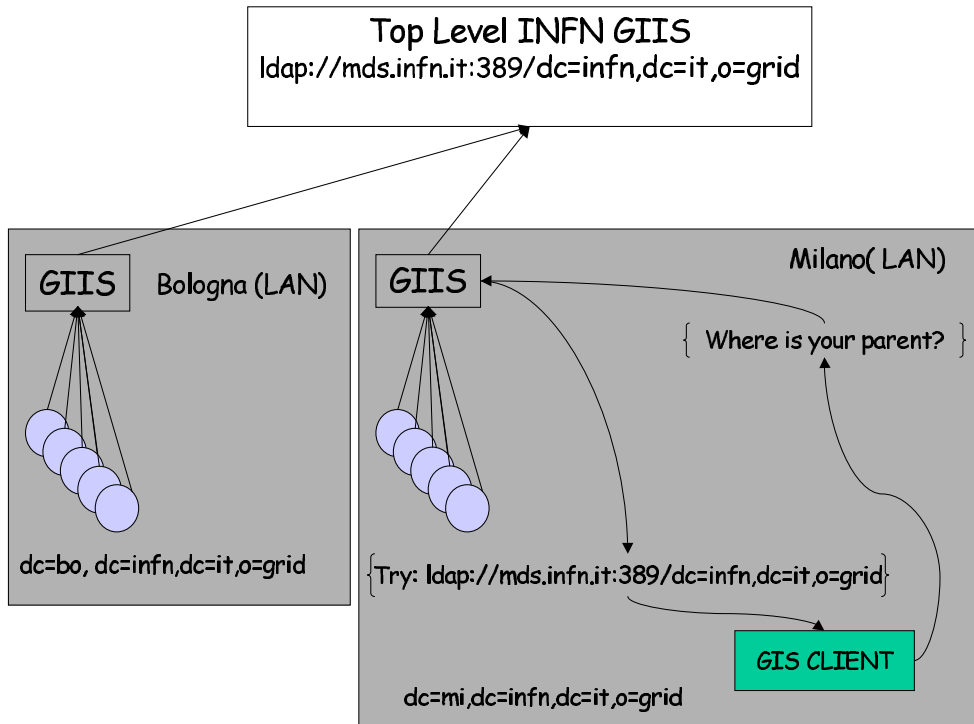 Top Level INFN GIIS
ldap://mds.infn.it:389/dc=infn,dc=it,o=grid
GIIS
Bologna (LAN)
dc=bo, dc=infn,dc=it,o=grid
Milano( LAN)
GIIS
{ Where is your parent? }
{Try: ldap://mds.infn.it:389/dc=infn,dc=it,o=grid}
GIS CLIENT
dc=mi,dc=infn,dc=it,o=grid